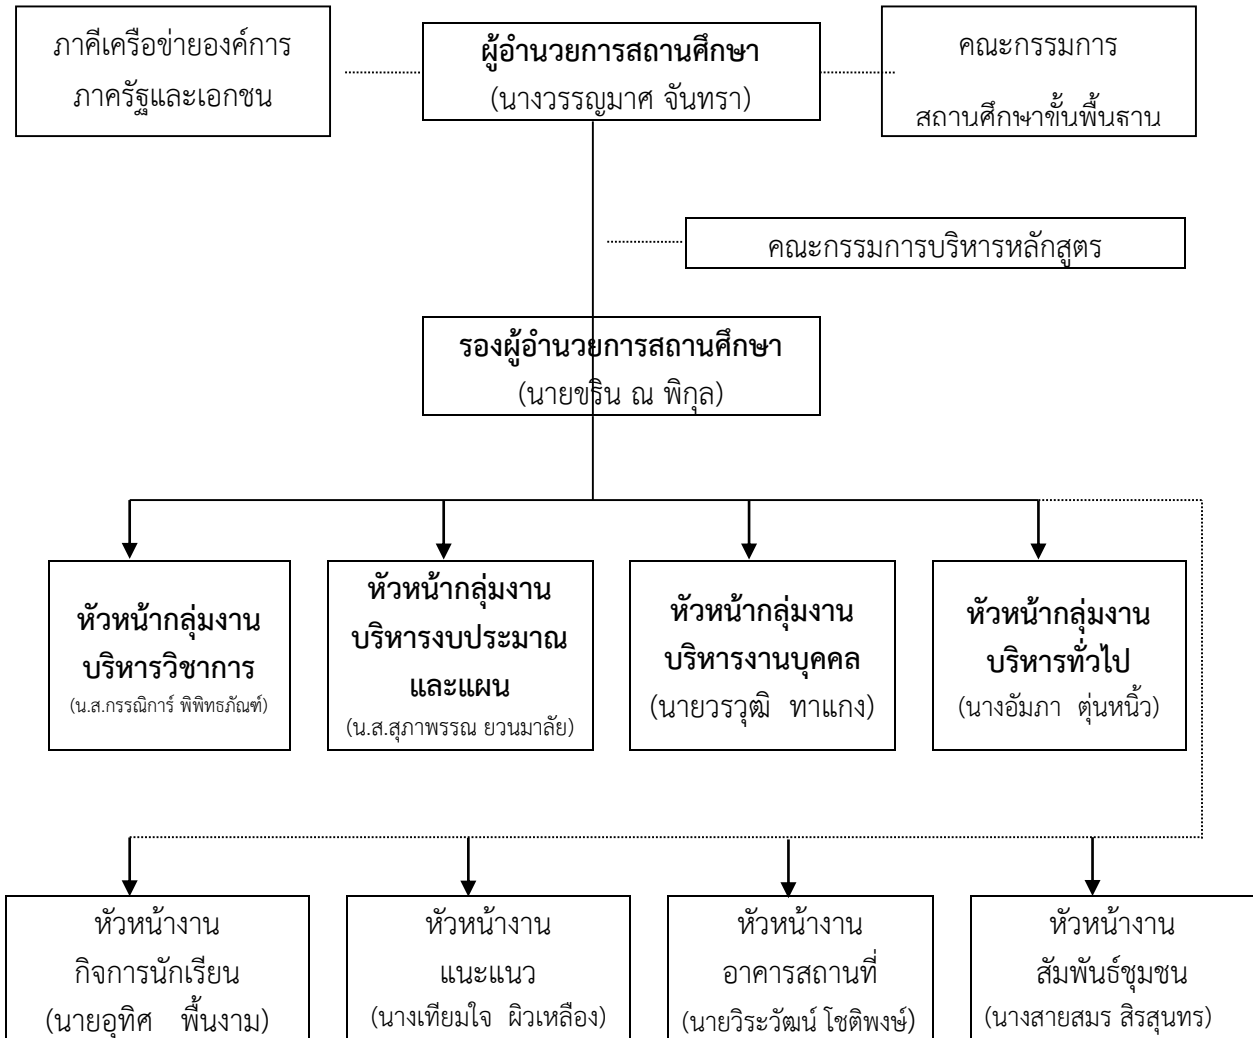 ภาคีเครือข่ายองค์การ
ภาครัฐและเอกชน
ผู้อำนวยการสถานศึกษา
(นางวรรญมาศ จันทรา)
คณะกรรมการ
สถานศึกษาขั้นพื้นฐาน
คณะกรรมการบริหารหลักสูตร
รองผู้อำนวยการสถานศึกษา
(นายขริน ณ พิกุล)
หัวหน้ากลุ่มงาน
บริหารวิชาการ
(น.ส.กรรณิการ์ พิพิทธภัณฑ์)
หัวหน้ากลุ่มงาน
บริหารงบประมาณ
และแผน
(น.ส.สุภาพรรณ ยวนมาลัย)
หัวหน้ากลุ่มงาน
บริหารงานบุคคล
(นายวรวุฒิ ทาแกง)
หัวหน้ากลุ่มงาน
บริหารทั่วไป
(นางอัมภา ตุ่นหนิ้ว)
หัวหน้างาน
กิจการนักเรียน
(นายอุทิศ พื้นงาม)
หัวหน้างาน
แนะแนว
(นางเทียมใจ ผิวเหลือง)
หัวหน้างาน
อาคารสถานที่
(นายวิระวัฒน์ โชติพงษ์)
หัวหน้างาน
สัมพันธ์ชุมชน
(นางสายสมร สิรสุนทร)